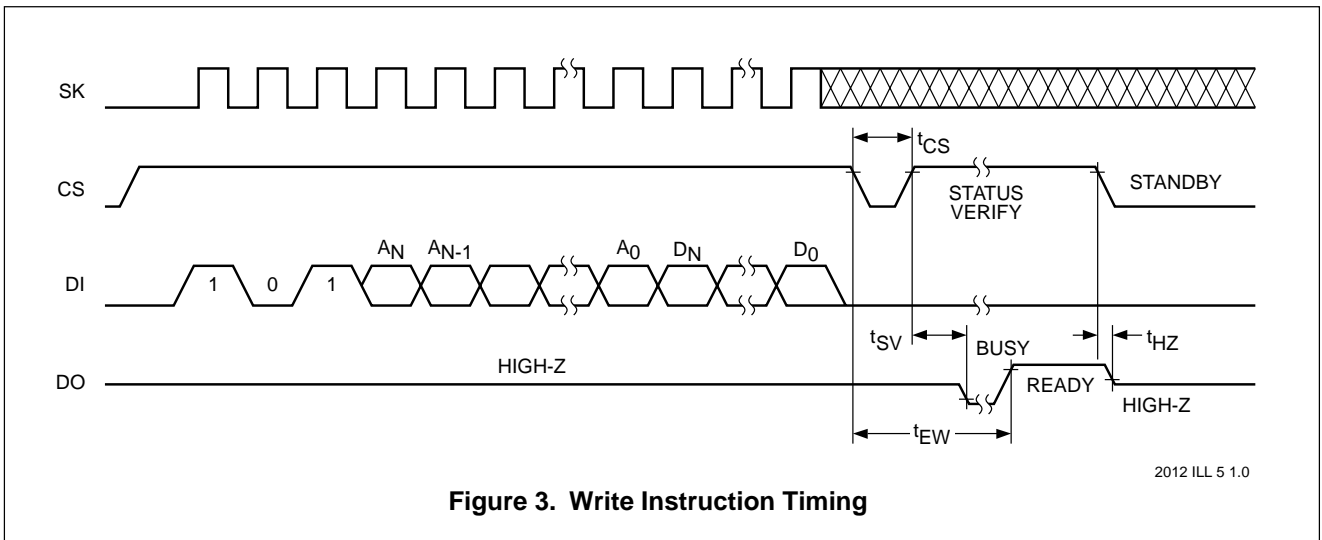 SK
tCS
CS
STATUS
VERIFY
STANDBY
DI
1
0
1
AN
AN-1
A0
DN
D0
tSV
BUSY
tHZ
DO
HIGH-Z
READY
HIGH-Z
tEW
2012 ILL 5 1.0
Figure 3. Write Instruction Timing